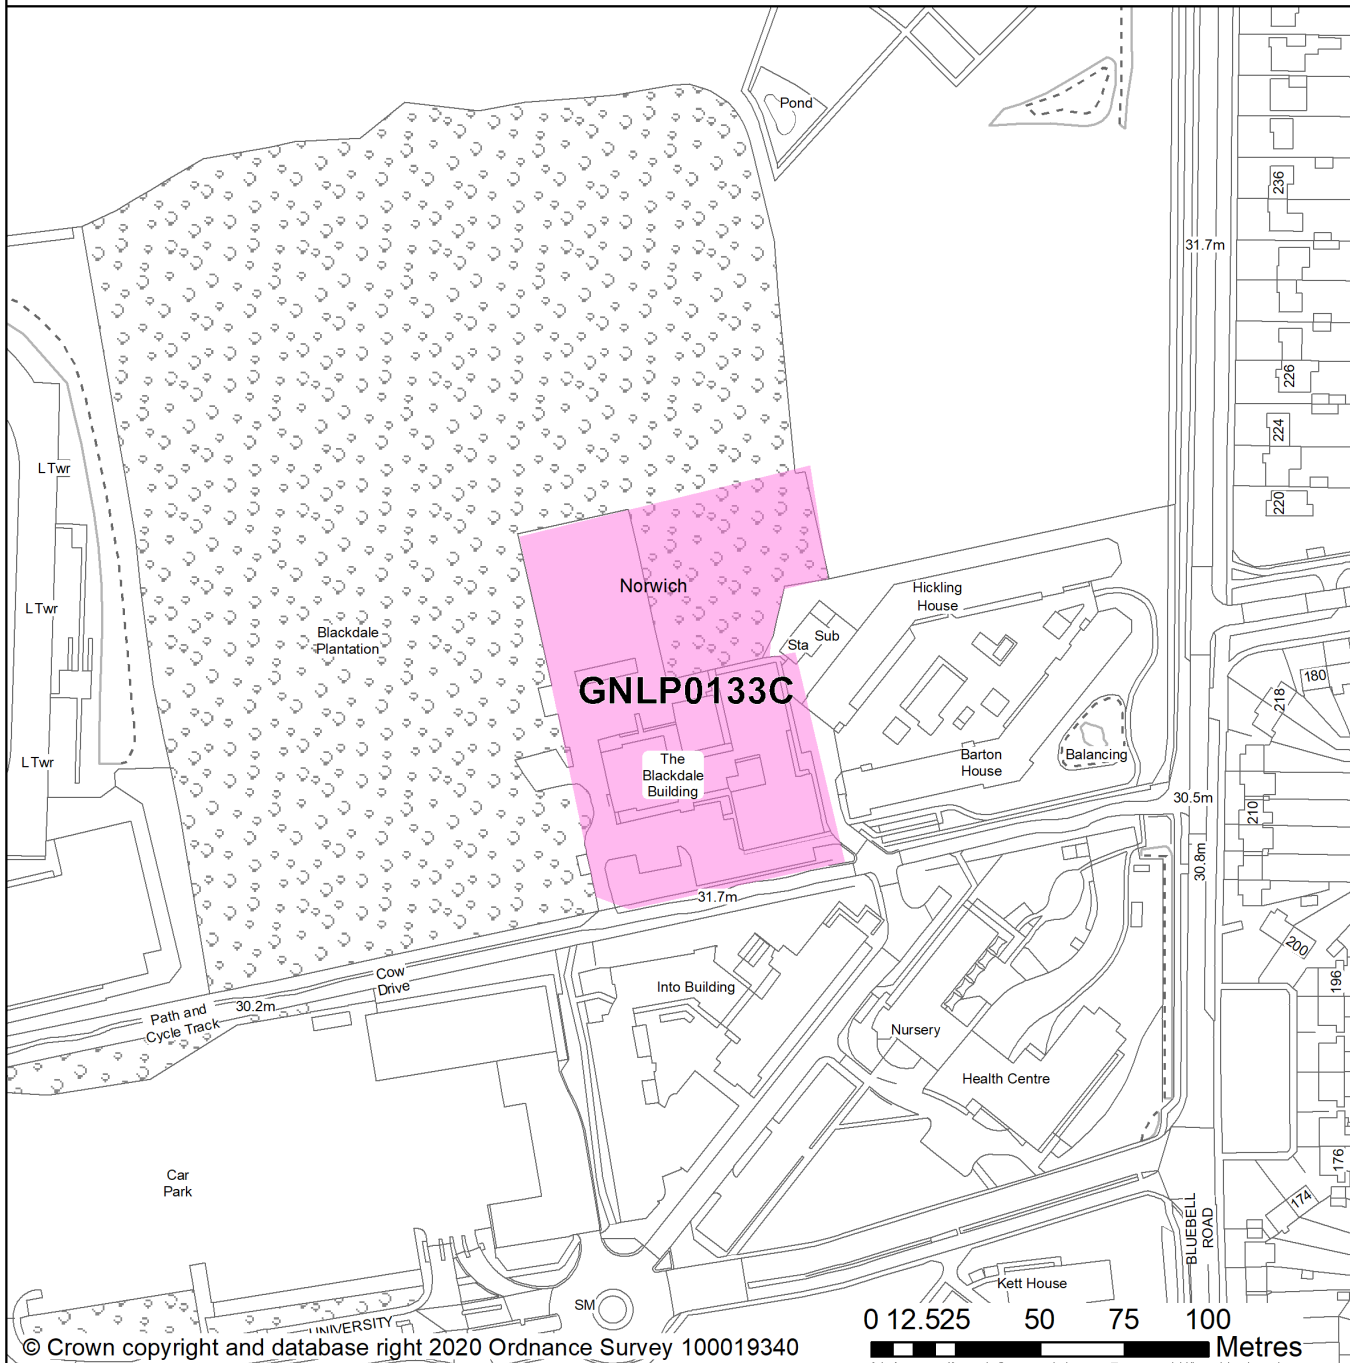 Pond
236
31.7m
226
224
L Twr
220
Norwich
Hickling
House
L Twr
Blackdale
Plantation
Sub
Sta
180
GNLP0133C
218
The
Blackdale
Building
Barton
House
Balancing
L Twr
30.5m
210
30.8m
31.7m
200
196
Cow
Drive
Into Building
30.2m
Path and
Cycle Track
Nursery
Health Centre
Car
Park
176
174
BLUEBELL
ROAD
Kett House
SM
UNIVERSITY
0 12.525 50 75 100
Metres
© Crown copyright and database right 2020 Ordnance Survey 100019340